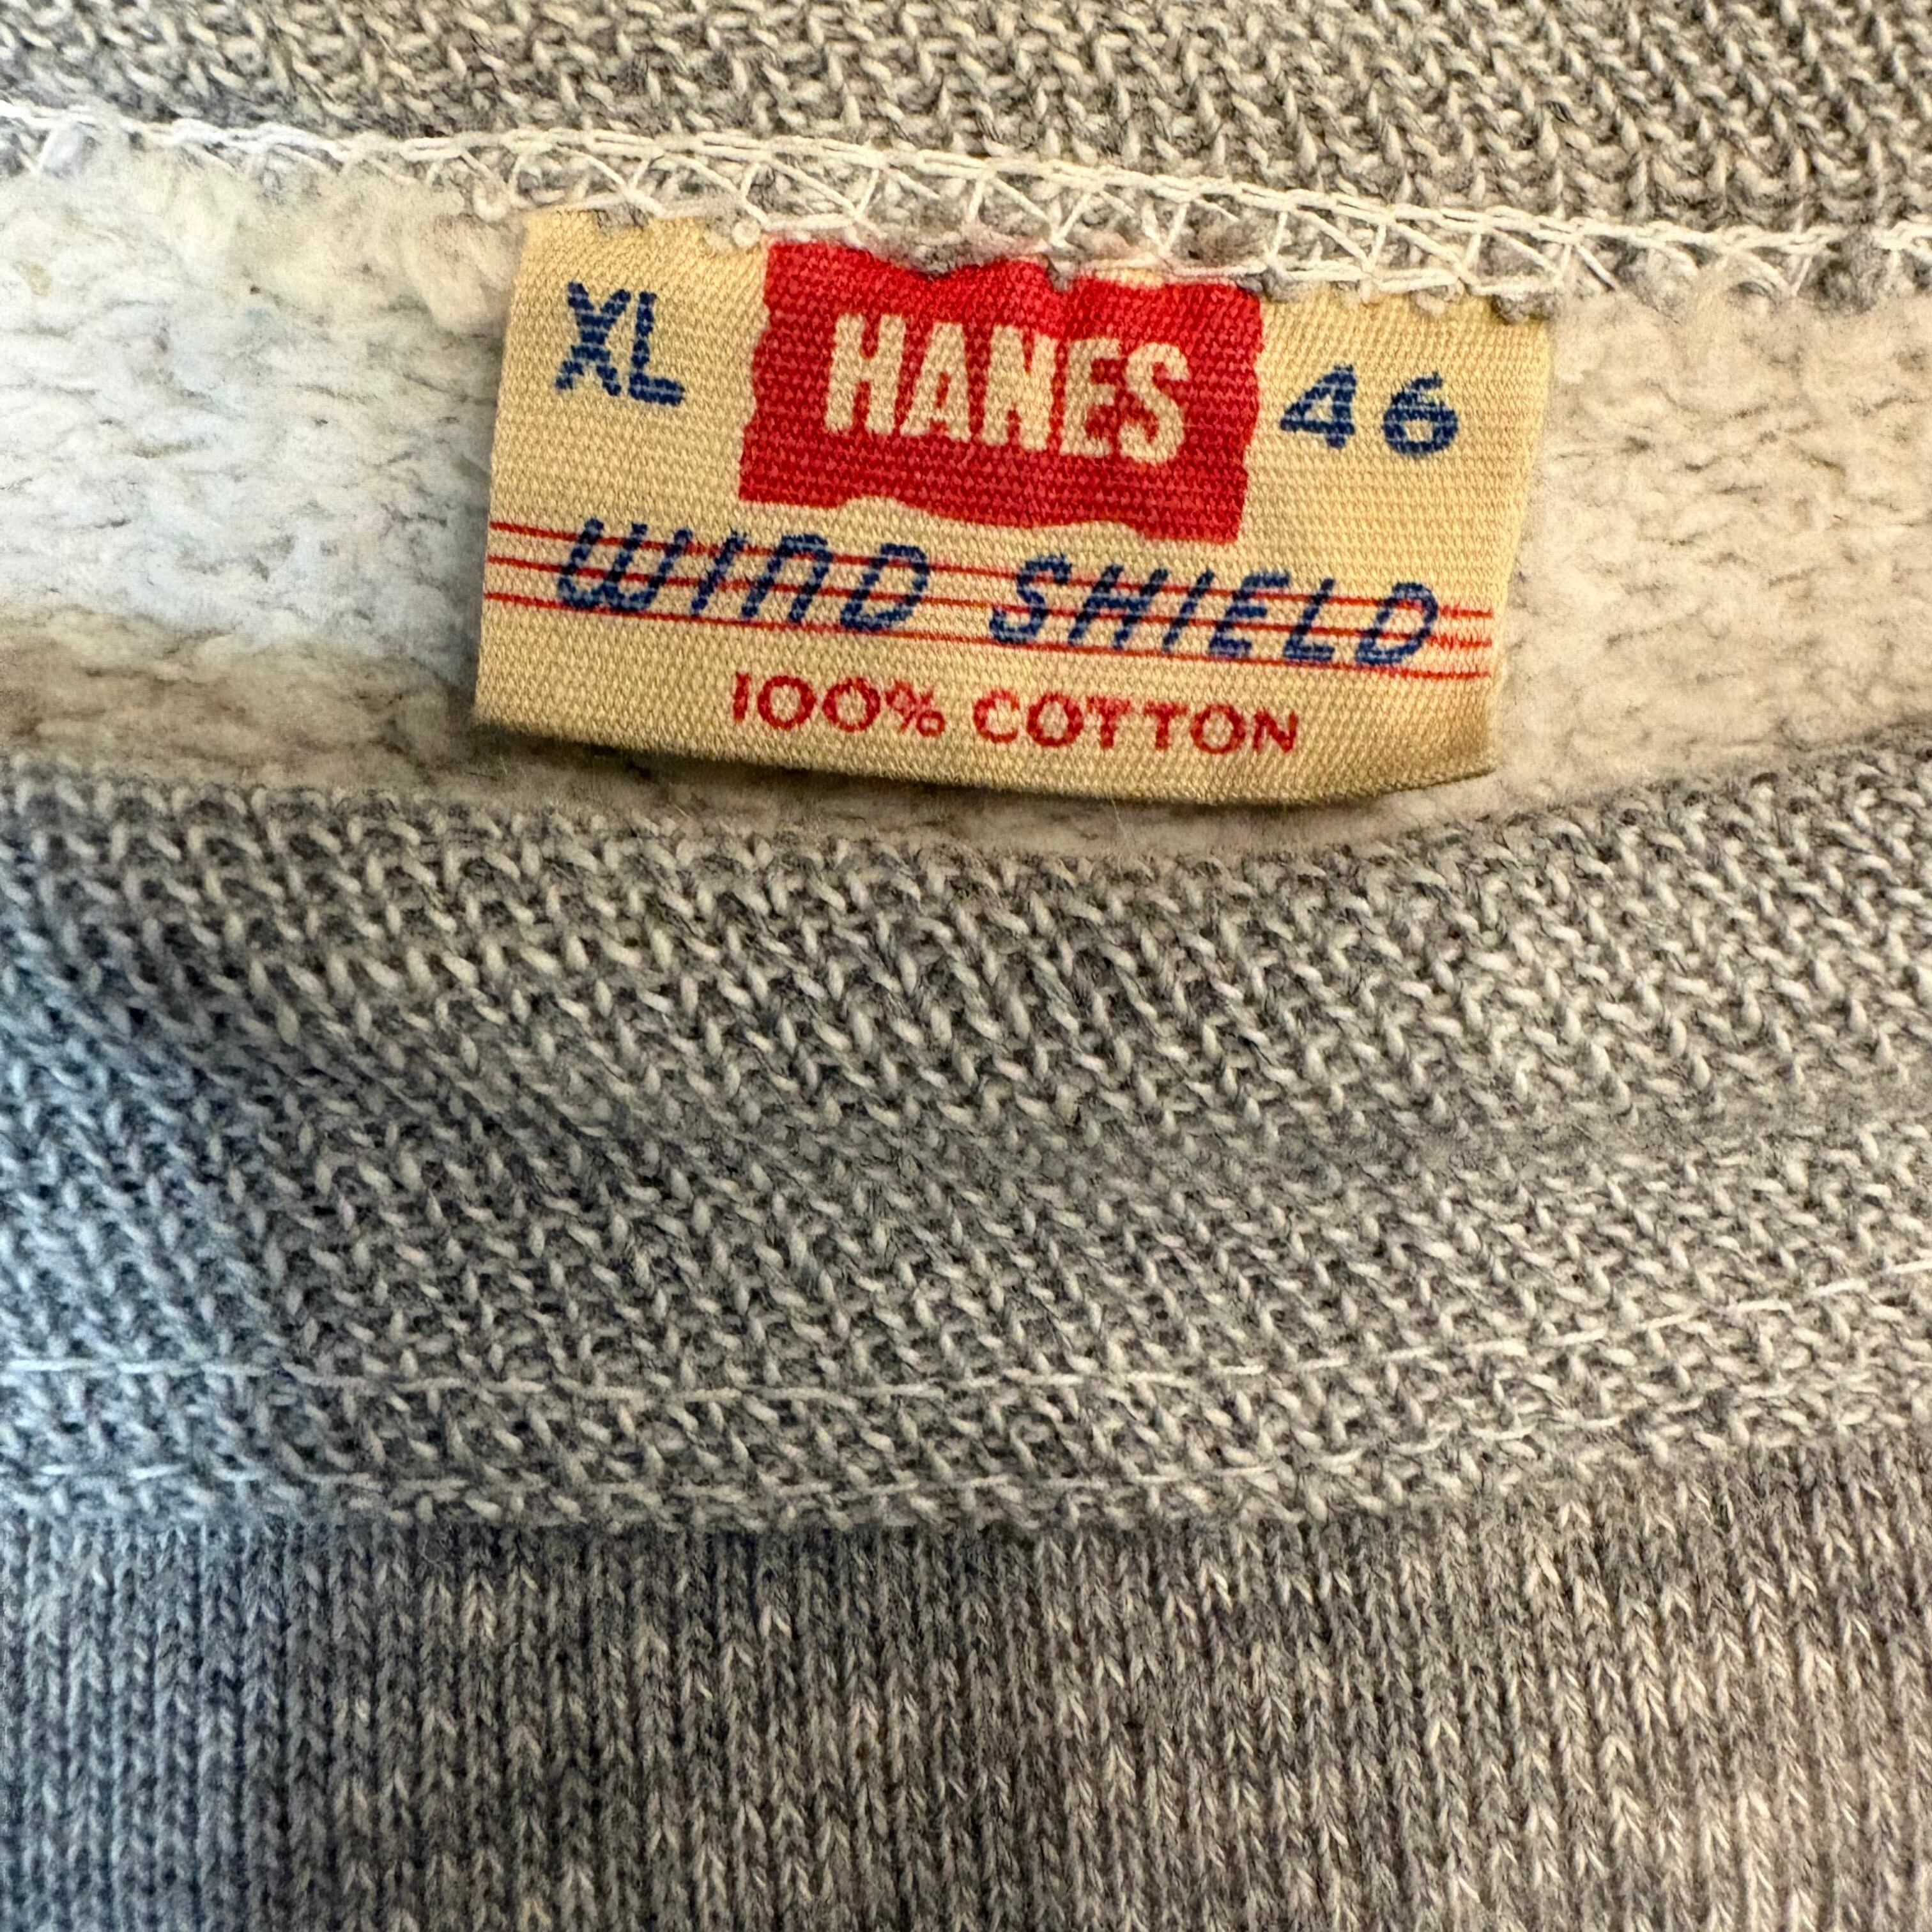 XL HANES 46
WIND SHIELD
100% COTTON